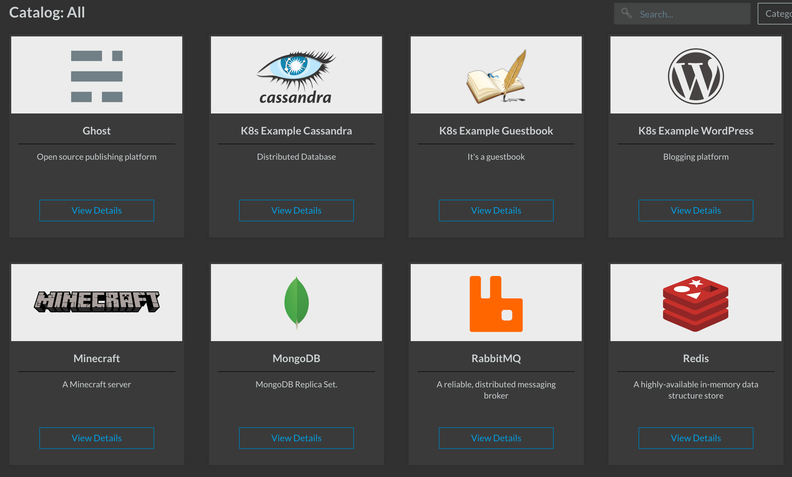 Catalog: All
Search...
Catego
cassandra
Ghost
K8s Example Cassandra
K8s Example Guestbook
K8s Example WordPress
Open source publishing platform
Distributed Database
It's a guestbook
Blogging platform
View Details
View Details
View Details
View Details
MINECRAFT
Minecraft
MongoDB
RabbitMQ
Redis
A Minecraft server
MongoDB Replica Set.
A reliable, distributed messaging
broker
A highly-available in-memory data
structure store
View Details
View Details
View Details
View Details